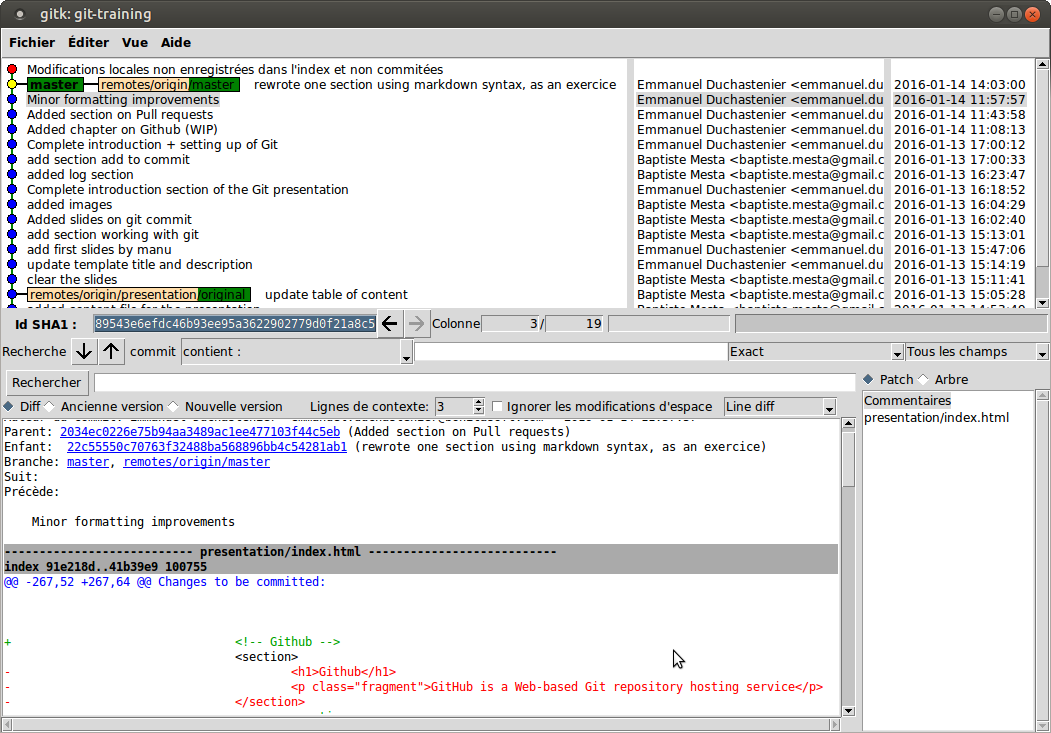 gitk: git-training
Fichier Éditer Vue Aide
Modifications locales non enregistrées dans l'index et non commitées
master remotes/origin/master rewrote one section using markdown syntax, as an exercice Emmanuel Duchastenier <emmanuel.du 2016-01-14 14:03:00
Minor formatting improvements Emmanuel Duchastenier <emmanuel.du 2016-01-14 11:57:57
Added section on Pull requests Emmanuel Duchastenier <emmanuel.du 2016-01-14 11:43:58
Added chapter on Github (WIP) Emmanuel Duchastenier <emmanuel.du 2016-01-14 11:08:13
Complete introduction + setting up of Git Emmanuel Duchastenier <emmanuel.du 2016-01-13 17:00:12
add section add to commit Baptiste Mesta <baptiste.mesta@gmail.c 2016-01-13 17:00:33
added log section Baptiste Mesta <baptiste.mesta@gmail.c 2016-01-13 16:23:47
Complete introduction section of the Git presentation Emmanuel Duchastenier <emmanuel.du 2016-01-13 16:18:52
added images Baptiste Mesta <baptiste.mesta@gmail.c 2016-01-13 16:04:29
Added slides on git commit Baptiste Mesta <baptiste.mesta@gmail.c 2016-01-13 16:02:40
add section working with git Baptiste Mesta <baptiste.mesta@gmail.c 2016-01-13 15:13:01
add first slides by manu Emmanuel Duchastenier <emmanuel.du 2016-01-13 15:47:06
update template title and description Emmanuel Duchastenier <emmanuel.du 2016-01-13 15:14:19
clear the slides Baptiste Mesta <baptiste.mesta@gmail.c 2016-01-13 15:11:41
remotes/origin/presentation/original update table of content Baptiste Mesta <baptiste.mesta@gmail.c 2016-01-13 15:05:28
Id SHA1 : 89543e6efdc46b93ee95a3622902779d0f21a8c5 Colonne 3 / 19
Recherche commit contient : Exact Tous les champs
Rechercher
Patch Arbre
Diff Ancienne version Nouvelle version Lignes de contexte: 3 Ignorer les modifications d'espace Line diff
Commentaires
presentation/index.html
Parent: 2034ec0226e75b94aa3489ac1ee477103f44c5eb (Added section on Pull requests)
Enfant: 22c55550c70763f32488ba568896bb4c54281ab1 (rewrote one section using markdown syntax, as an exercice)
Branche: master, remotes/origin/master
Suit:
Précède:
Minor formatting improvements
--------------------------- presentation/index.html ---------------------------
index 91e218d..41b39e9 100755
@@ -267,52 +267,64 @@ Changes to be committed:
+ <!-- Github -->
<section>
- <h1>Github</h1>
- <p class="fragment">GitHub is a Web-based Git repository hosting service</p>
- </section>